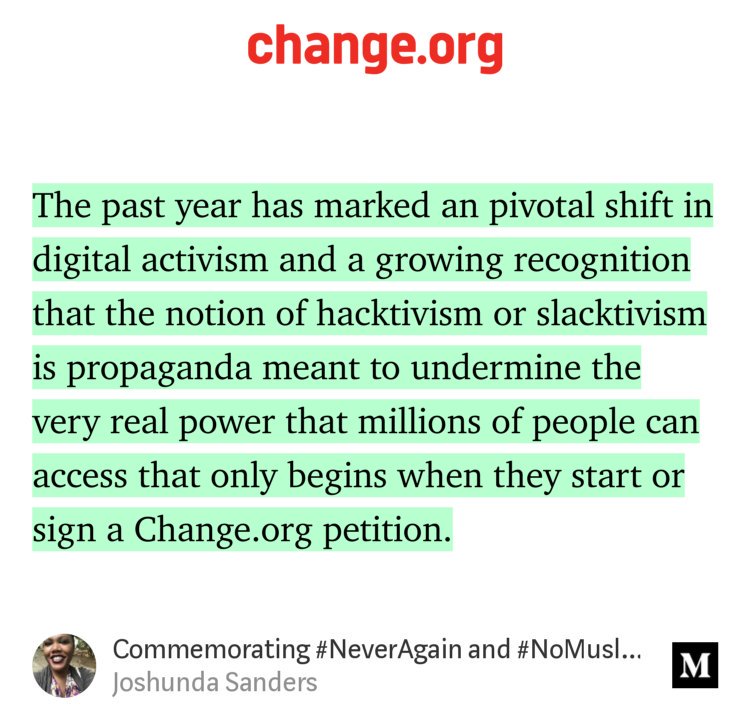 change.org
The past year has marked an pivotal shift in
digital activism and a growing recognition
that the notion of hacktivism or slacktivism
is propaganda meant to undermine the
very real power that millions of people can
access that only begins when they start or
sign a Change.org petition.
Commemorating #NeverAgain and #NoMusl...
Joshunda Sanders
M